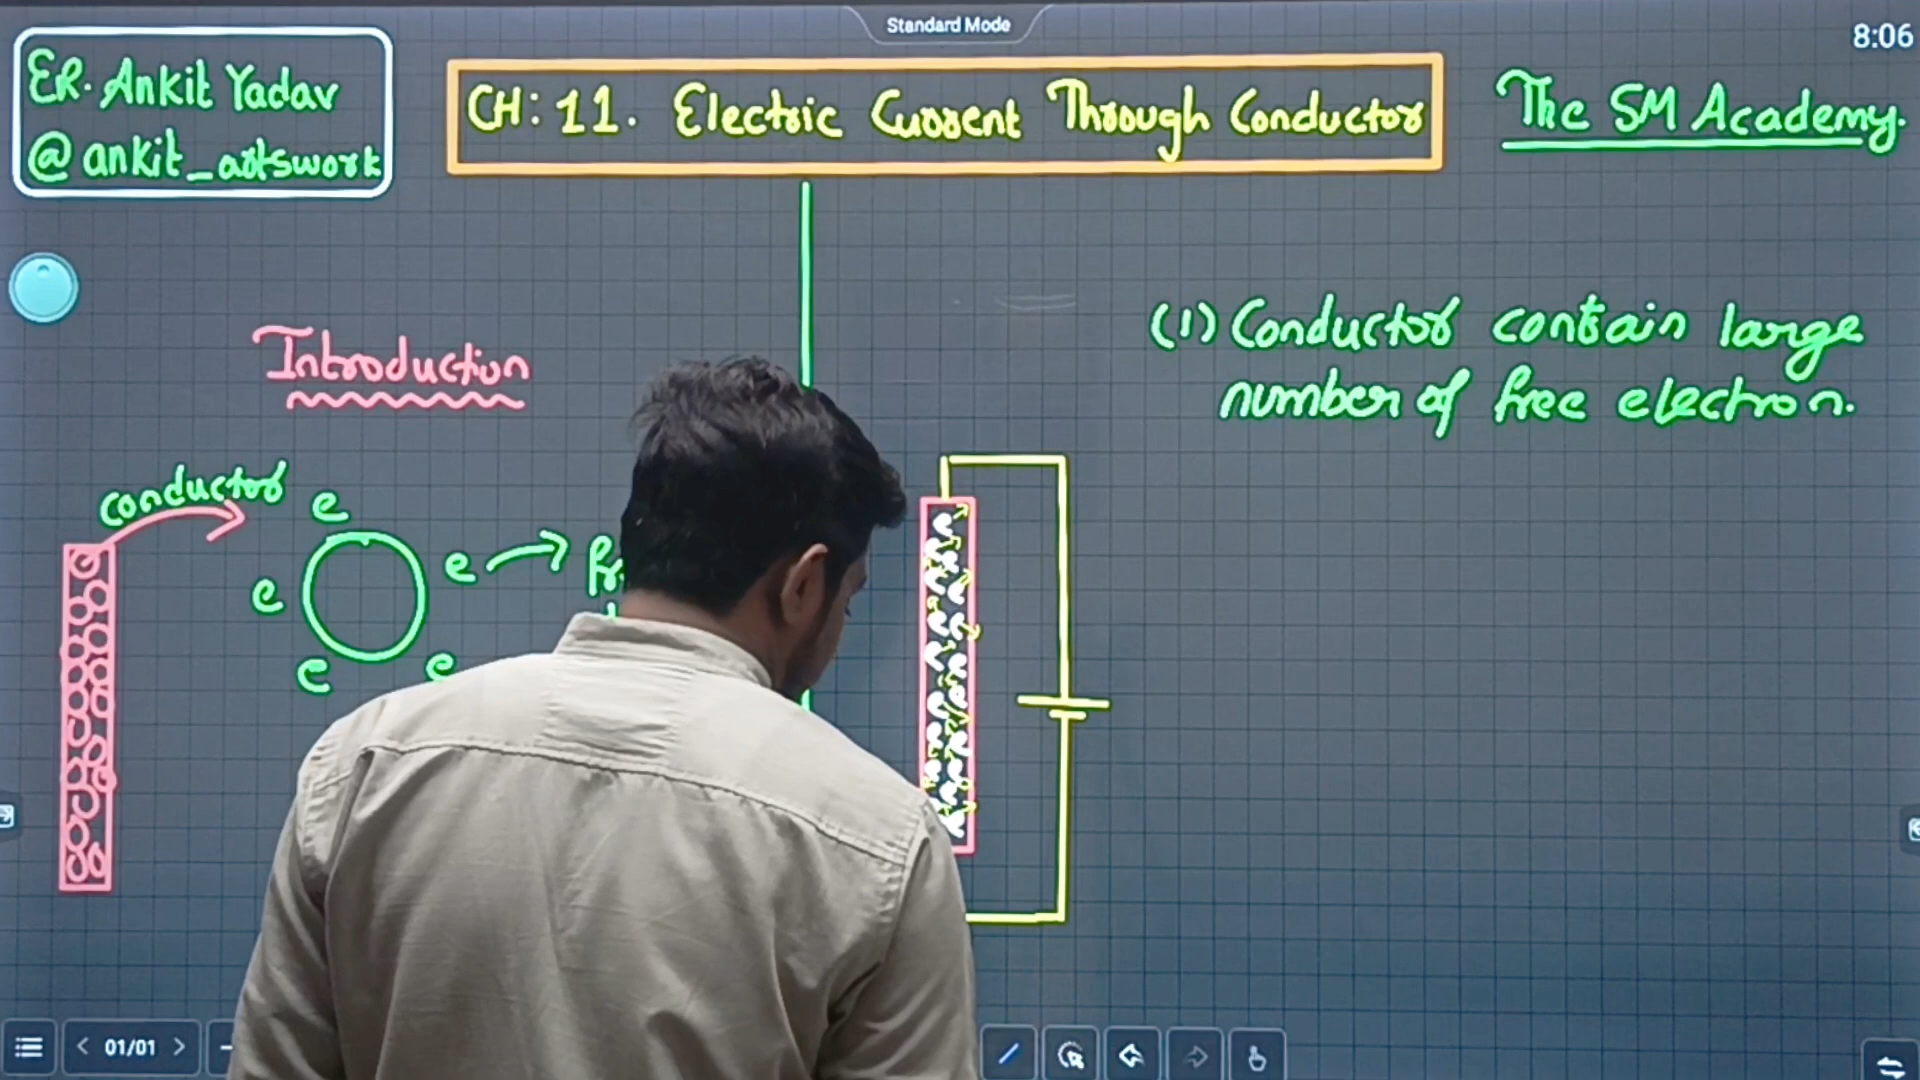 Standard Mode
8:06
ER. Ankit Yadav
@ankit_artswork
CH: 11. Electric Current Through Conductor
The SM Academy.
Introduction
(1) Conductor contain large
number of free electron.
conductor
e
e
e
e
e
01/01